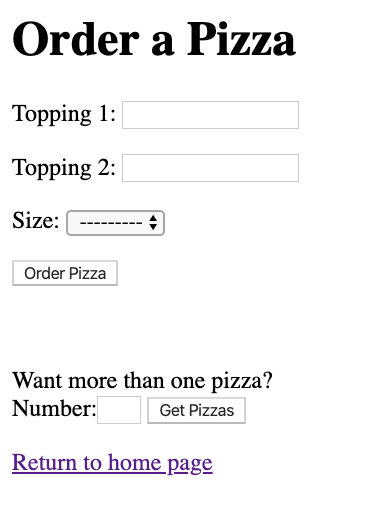 Order a Pizza
Topping 1:
Topping 2:
Size: ---------
Order Pizza
Want more than one pizza?
Number: Get Pizzas
Return to home page